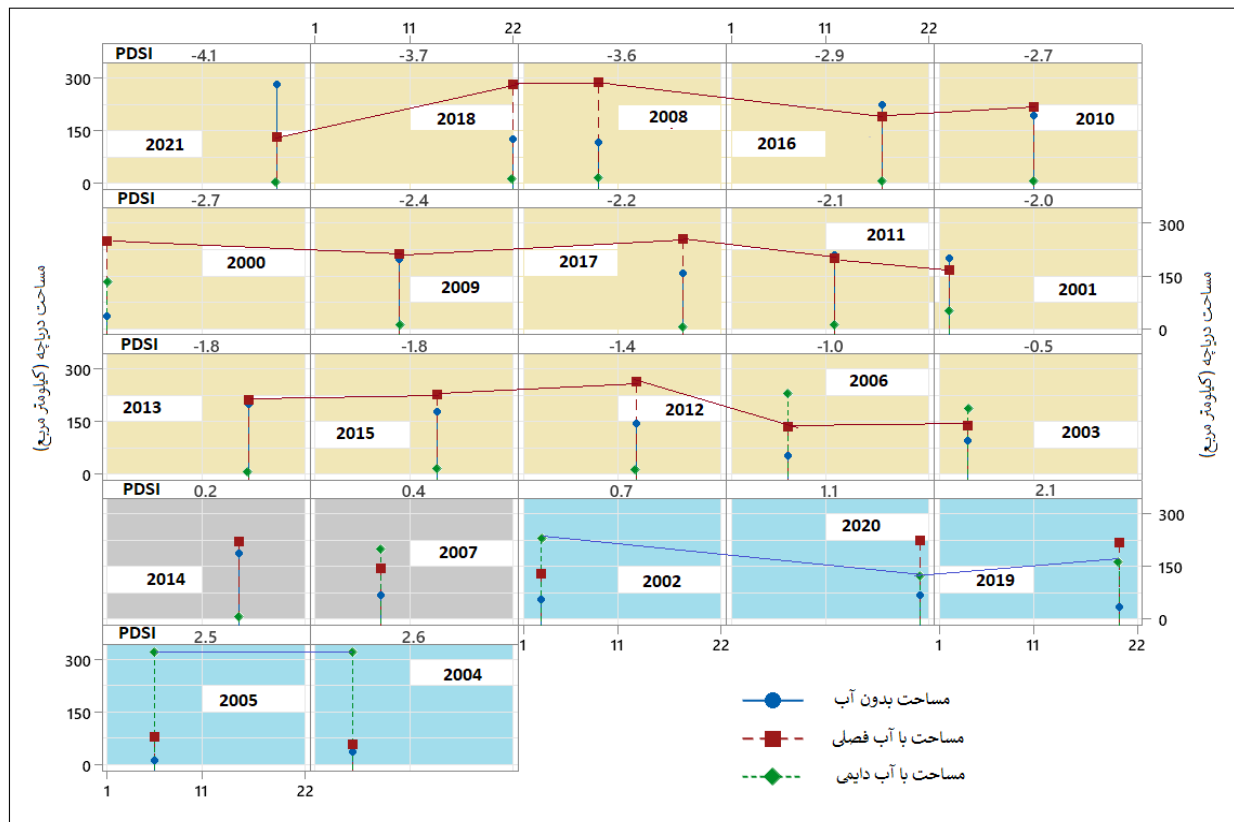 1 11 22 1 11 22
PDSI -4.1 -3.7 -3.6 -2.9 -2.7
300
150
0
2021 2018 2008 2016 2010
PDSI -2.7 -2.4 -2.2 -2.1 -2.0
300
150
0
2000 2009 2017 2011 2001
مساحت دریاچه (کیلومتر مربع)
مساحت دریاچه (کیلومتر مربع)
PDSI -1.8 -1.8 -1.4 -1.0 -0.5
300
150
0
2013 2015 2012 2006 2003
PDSI 0.2 0.4 0.7 1.1 2.1
300
150
0
2014 2007 2002 2020 2019
1 11 22 1 11 22
PDSI 2.5 2.6
300
150
0
2005 2004
1 11 22
مساحت بدون آب
مساحت با آب فصلی
مساحت با آب دایمی